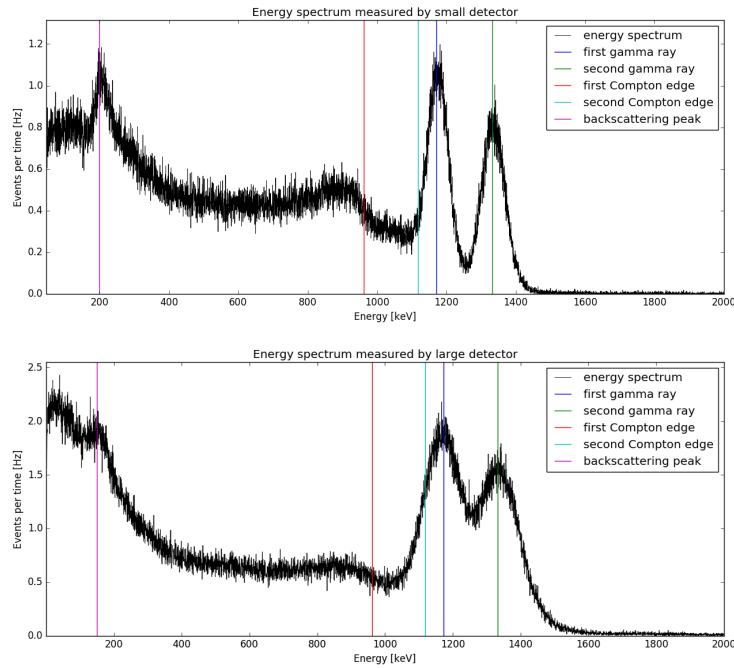 Energy spectrum measured by small detector
Events per time [Hz]
1.2
1.0
0.8
0.6
0.4
0.2
0.0
energy spectrum
first gamma ray
second gamma ray
first Compton edge
second Compton edge
backscattering peak
200 400 600 800 1000 1200 1400 1600 1800 2000
Energy [keV]
Energy spectrum measured by large detector
Events per time [Hz]
2.5
2.0
1.5
1.0
0.5
0.0
energy spectrum
first gamma ray
second gamma ray
first Compton edge
second Compton edge
backscattering peak
200 400 600 800 1000 1200 1400 1600 1800 2000
Energy [keV]